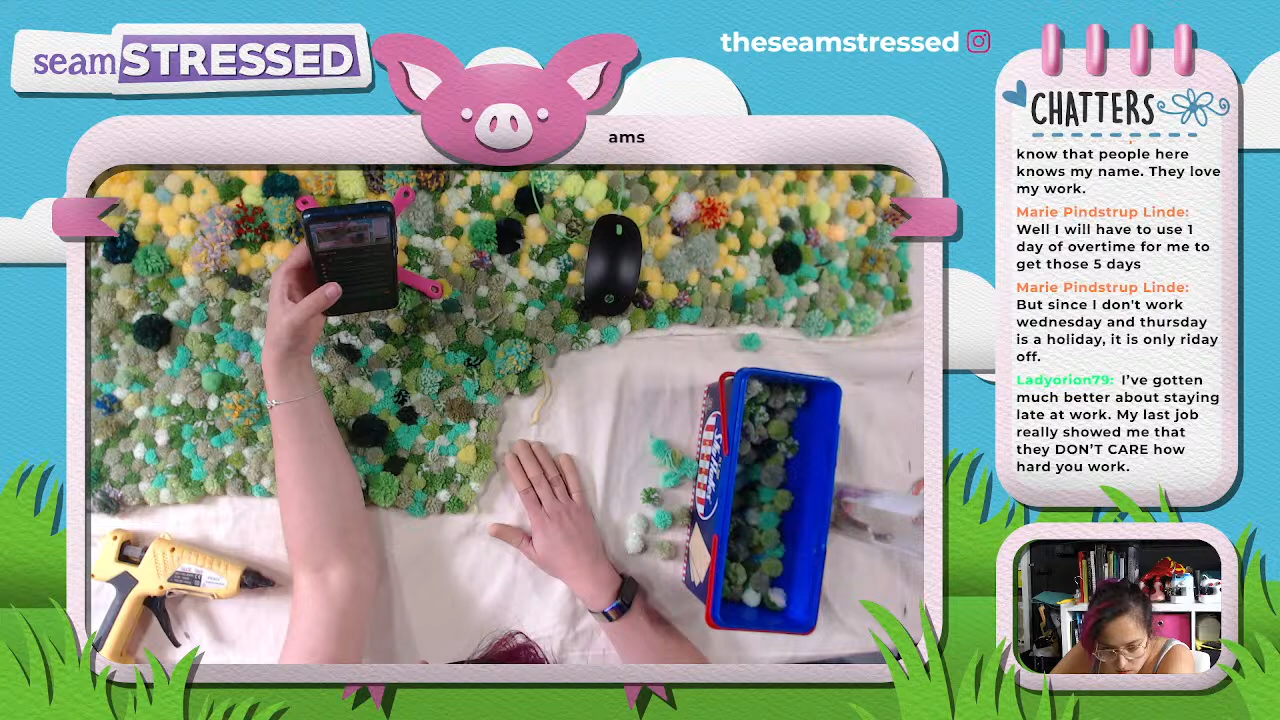 seamSTRESSED
theseamstressed
ams
CHATTERS
know that people here
knows my name. They love
my work.
Marie Pindstrup Linde:
Well I will have to use 1
day of overtime for me to
get those 5 days
Marie Pindstrup Linde:
But since I don't work
wednesday and thursday
is a holiday, it is only riday
off.
Ladyorion79: I've gotten
much better about staying
late at work. My last job
really showed me that
they DON'T CARE how
hard you work.